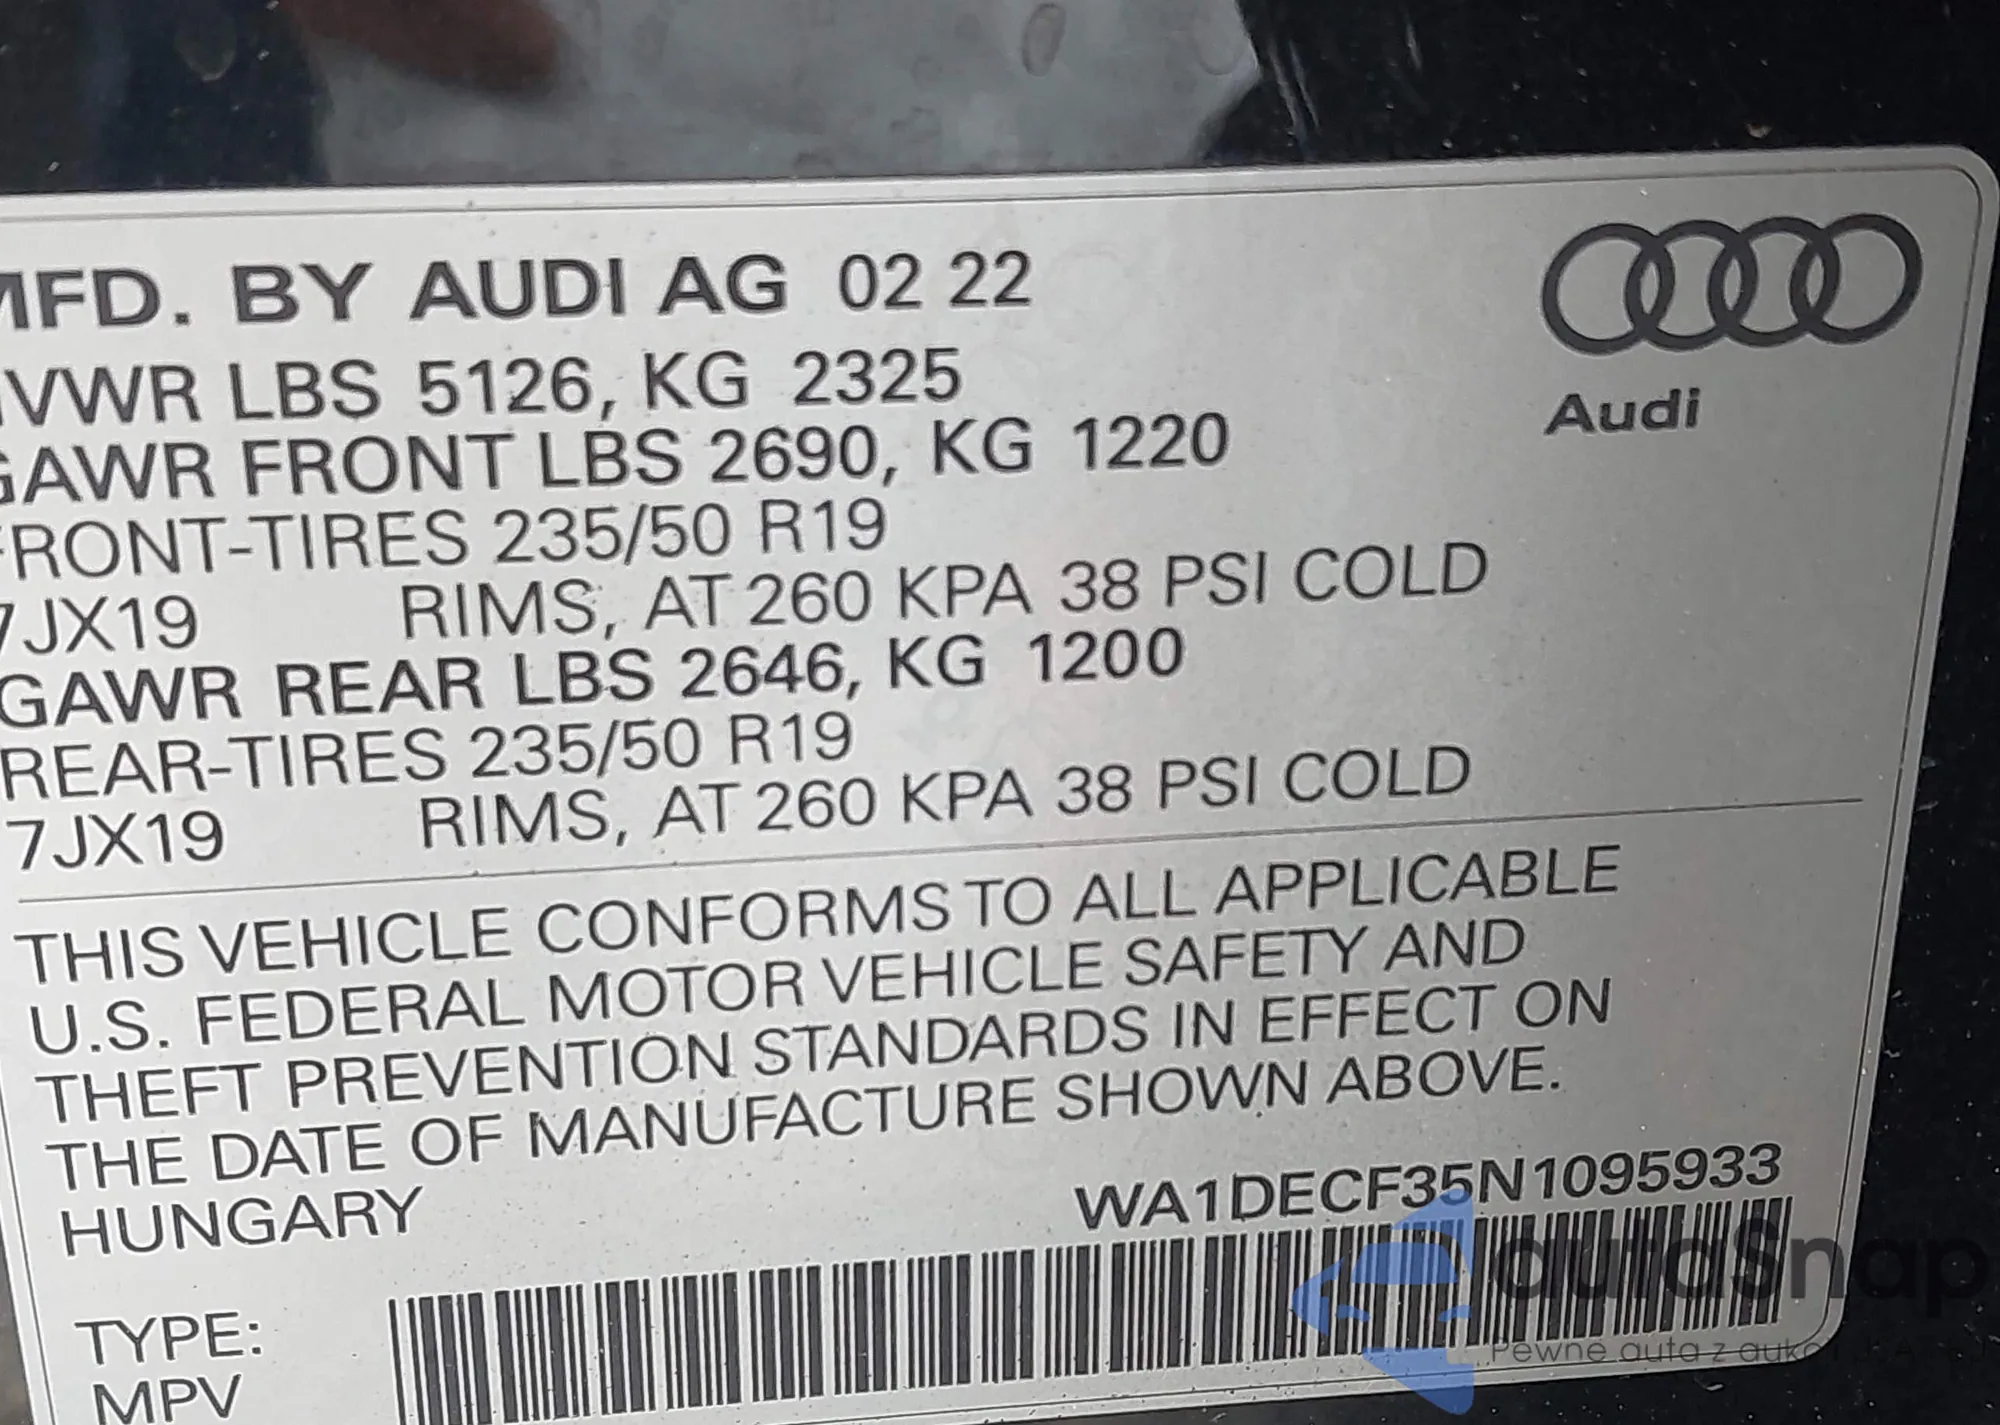 MFD. BY AUDI AG 02 22
GVWR LBS 5126, KG 2325
GAWR FRONT LBS 2690, KG 1220
FRONT-TIRES 235/50 R19
7JX19 RIMS, AT 260 KPA 38 PSI COLD
GAWR REAR LBS 2646, KG 1200
REAR-TIRES 235/50 R19
7JX19 RIMS, AT 260 KPA 38 PSI COLD
Audi
THIS VEHICLE CONFORMS TO ALL APPLICABLE
U.S. FEDERAL MOTOR VEHICLE SAFETY AND
THEFT PREVENTION STANDARDS IN EFFECT ON
THE DATE OF MANUFACTURE SHOWN ABOVE.
HUNGARY
WA1DECF35N1095933
TYPE:
MPV
autaSnap
Pewne auta z